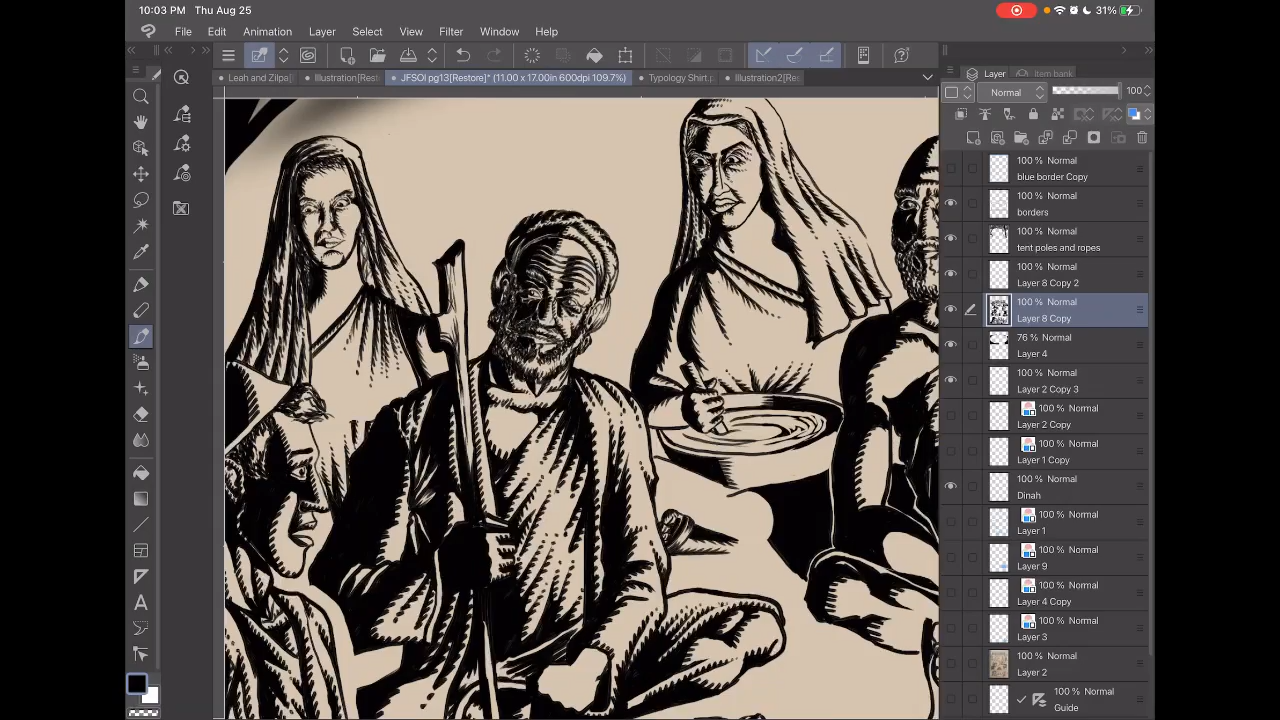 10:03 PM Thu Aug 25
31%
File Edit Animation Layer Select View Filter Window Help
Leah and Zilpa[
Illustration[Rest
JFSOI pg13[Restore]* (11.00 x 17.00in 600dpi 109.7%)
Typology Shirt.p
Illustration2[Re
Layer
Item bank
Normal
100
100 % Normal
blue border Copy
100 % Normal
borders
100 % Normal
tent poles and ropes
100 % Normal
Layer 8 Copy 2
100 % Normal
Layer 8 Copy
76 % Normal
Layer 4
100 % Normal
Layer 2 Copy 3
100 % Normal
Layer 2 Copy
100 % Normal
Layer 1 Copy
100 % Normal
Dinah
100 % Normal
Layer 1
100 % Normal
Layer 9
100 % Normal
Layer 4 Copy
100 % Normal
Layer 3
100 % Normal
Layer 2
100 % Normal
Guide